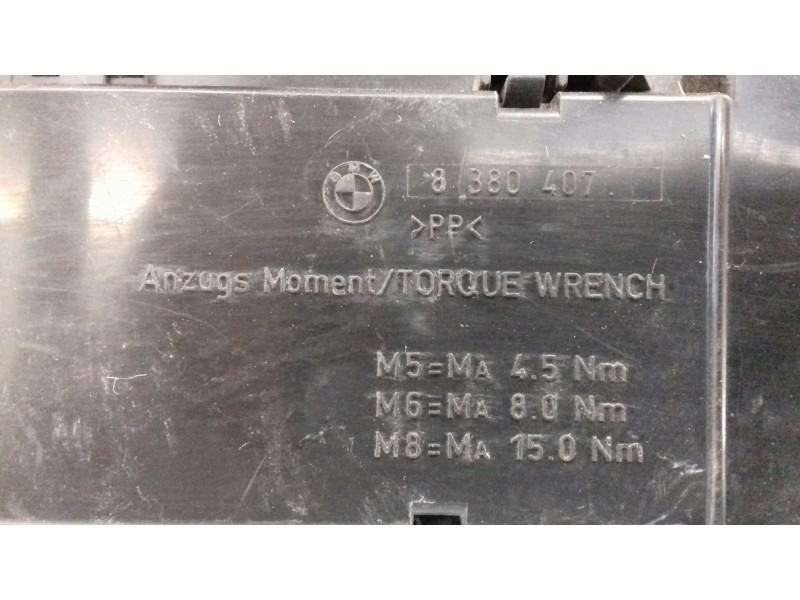 BMW
8 380 407
>PP<
Anzugs Moment/TORQUE WRENCH
M5=MA 4.5 Nm
M6=MA 8.0 Nm
M8=MA 15.0 Nm